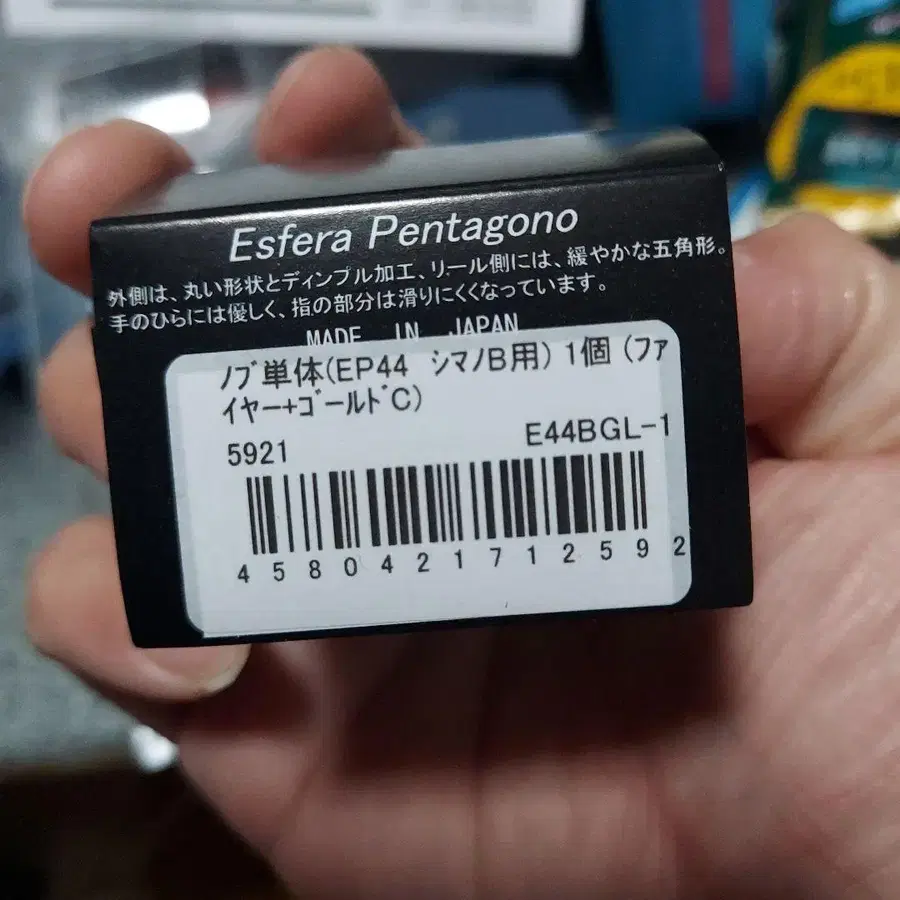 Esfera Pentagono
外側は、丸い形状とディンプル加工、リール側には、緩やかな五角形。
手のひらには優しく、指の部分は滑りにくくなっています。
MADE IN JAPAN
ﾉﾌﾞ単体(EP44 ｼﾏﾉB用) 1個 (ﾌｧ
ｲﾔｰ+ｺﾞｰﾙﾄﾞC)
5921 E44BGL-1
4580421712592